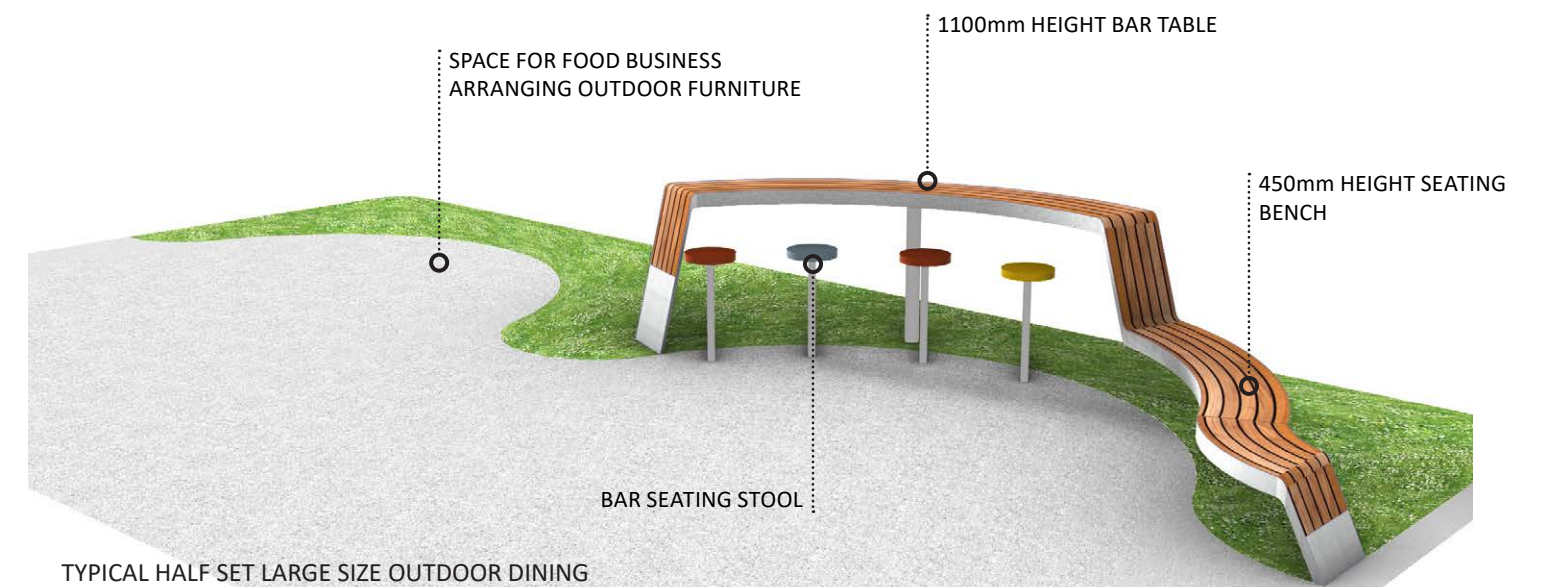 1100mm HEIGHT BAR TABLE
SPACE FOR FOOD BUSINESS
ARRANGING OUTDOOR FURNITURE
450mm HEIGHT SEATING
BENCH
BAR SEATING STOOL
TYPICAL HALF SET LARGE SIZE OUTDOOR DINING